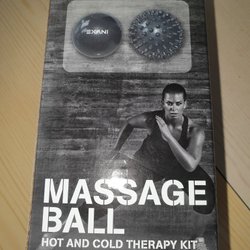 EXANI
MASSAGE
BALL
HOT AND COLD THERAPY KIT